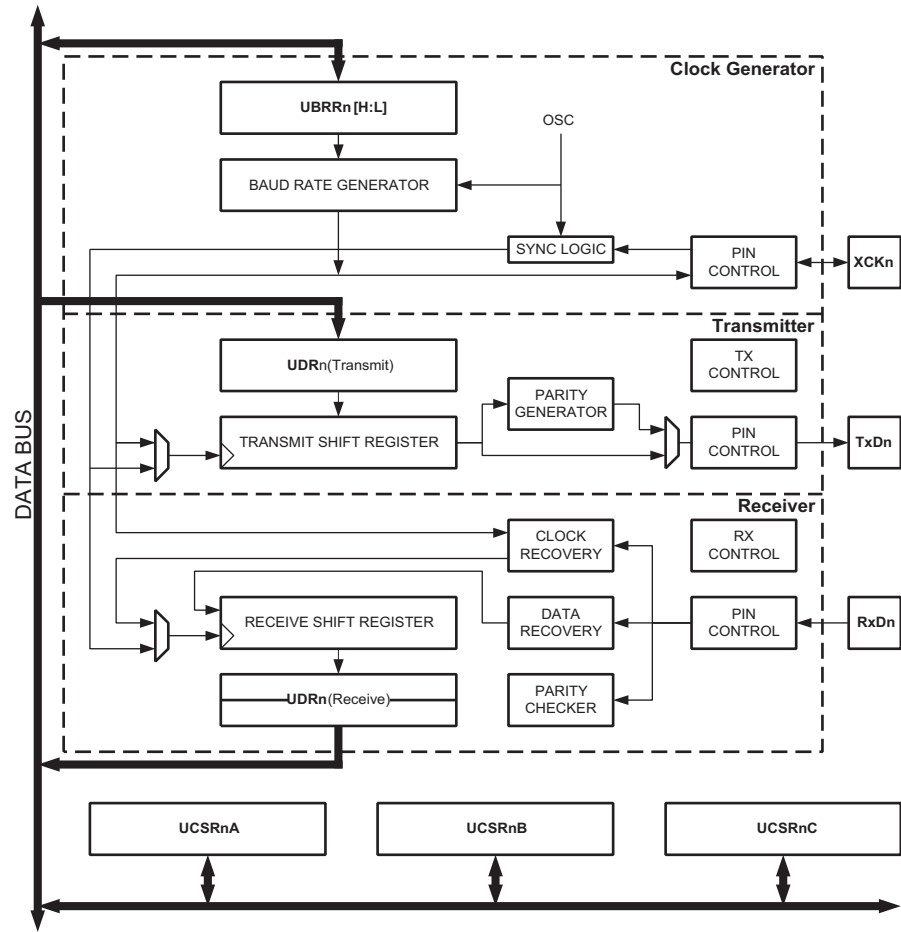 Clock Generator
UBRRn [H:L]
OSC
BAUD RATE GENERATOR
SYNC LOGIC
PIN
CONTROL
XCKn
Transmitter
UDRn(Transmit)
TX
CONTROL
PARITY
GENERATOR
TRANSMIT SHIFT REGISTER
PIN
CONTROL
TxDn
DATA BUS
Receiver
CLOCK
RECOVERY
RX
CONTROL
RECEIVE SHIFT REGISTER
DATA
RECOVERY
PIN
CONTROL
RxDn
UDRn(Receive)
PARITY
CHECKER
UCSRnA
UCSRnB
UCSRnC